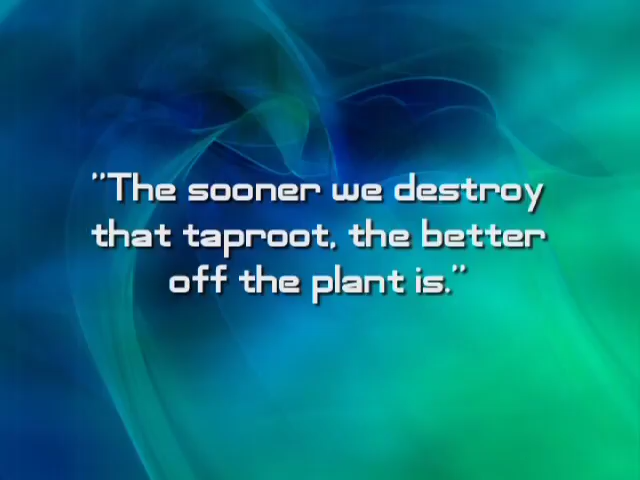 "The sooner we destroy
that taproot, the better
off the plant is."